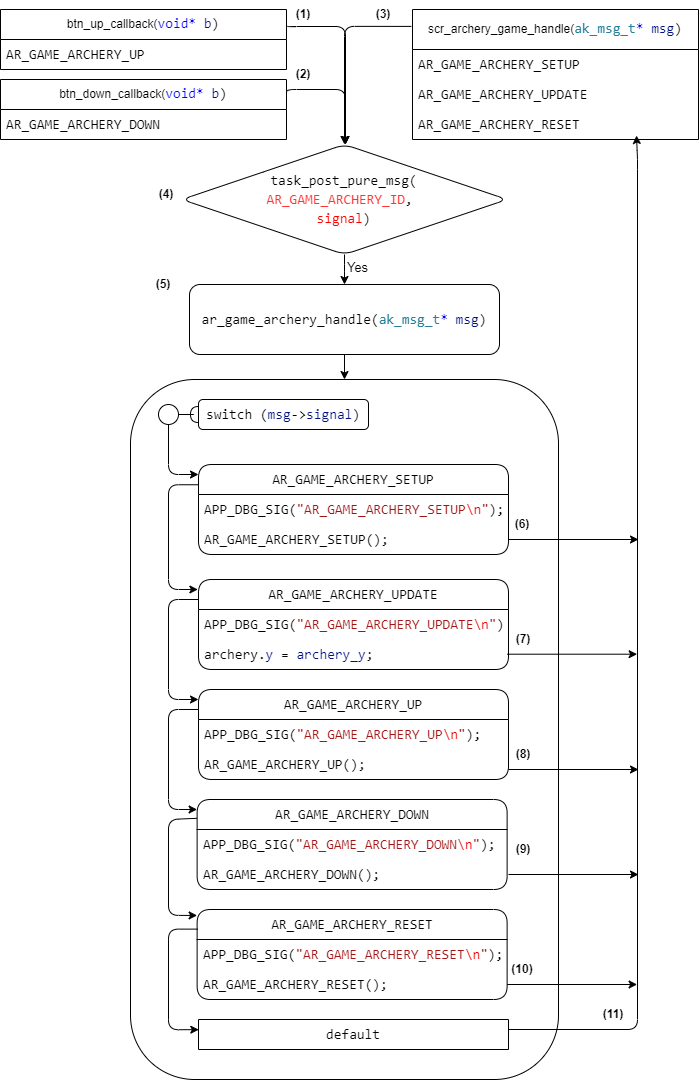 (1)
(3)
btn_up_callback(void* b)
AR_GAME_ARCHERY_UP
scr_archery_game_handle(ak_msg_t* msg)
AR_GAME_ARCHERY_SETUP
AR_GAME_ARCHERY_UPDATE
AR_GAME_ARCHERY_RESET
(2)
btn_down_callback(void* b)
AR_GAME_ARCHERY_DOWN
(4)
task_post_pure_msg(
AR_GAME_ARCHERY_ID,
signal)
Yes
(5)
ar_game_archery_handle(ak_msg_t* msg)
switch (msg->signal)
AR_GAME_ARCHERY_SETUP
APP_DBG_SIG("AR_GAME_ARCHERY_SETUP\n");
(6)
AR_GAME_ARCHERY_SETUP();
AR_GAME_ARCHERY_UPDATE
APP_DBG_SIG("AR_GAME_ARCHERY_UPDATE\n")
(7)
archery.y = archery_y;
AR_GAME_ARCHERY_UP
APP_DBG_SIG("AR_GAME_ARCHERY_UP\n");
(8)
AR_GAME_ARCHERY_UP();
AR_GAME_ARCHERY_DOWN
APP_DBG_SIG("AR_GAME_ARCHERY_DOWN\n");
(9)
AR_GAME_ARCHERY_DOWN();
AR_GAME_ARCHERY_RESET
APP_DBG_SIG("AR_GAME_ARCHERY_RESET\n");
(10)
AR_GAME_ARCHERY_RESET();
(11)
default